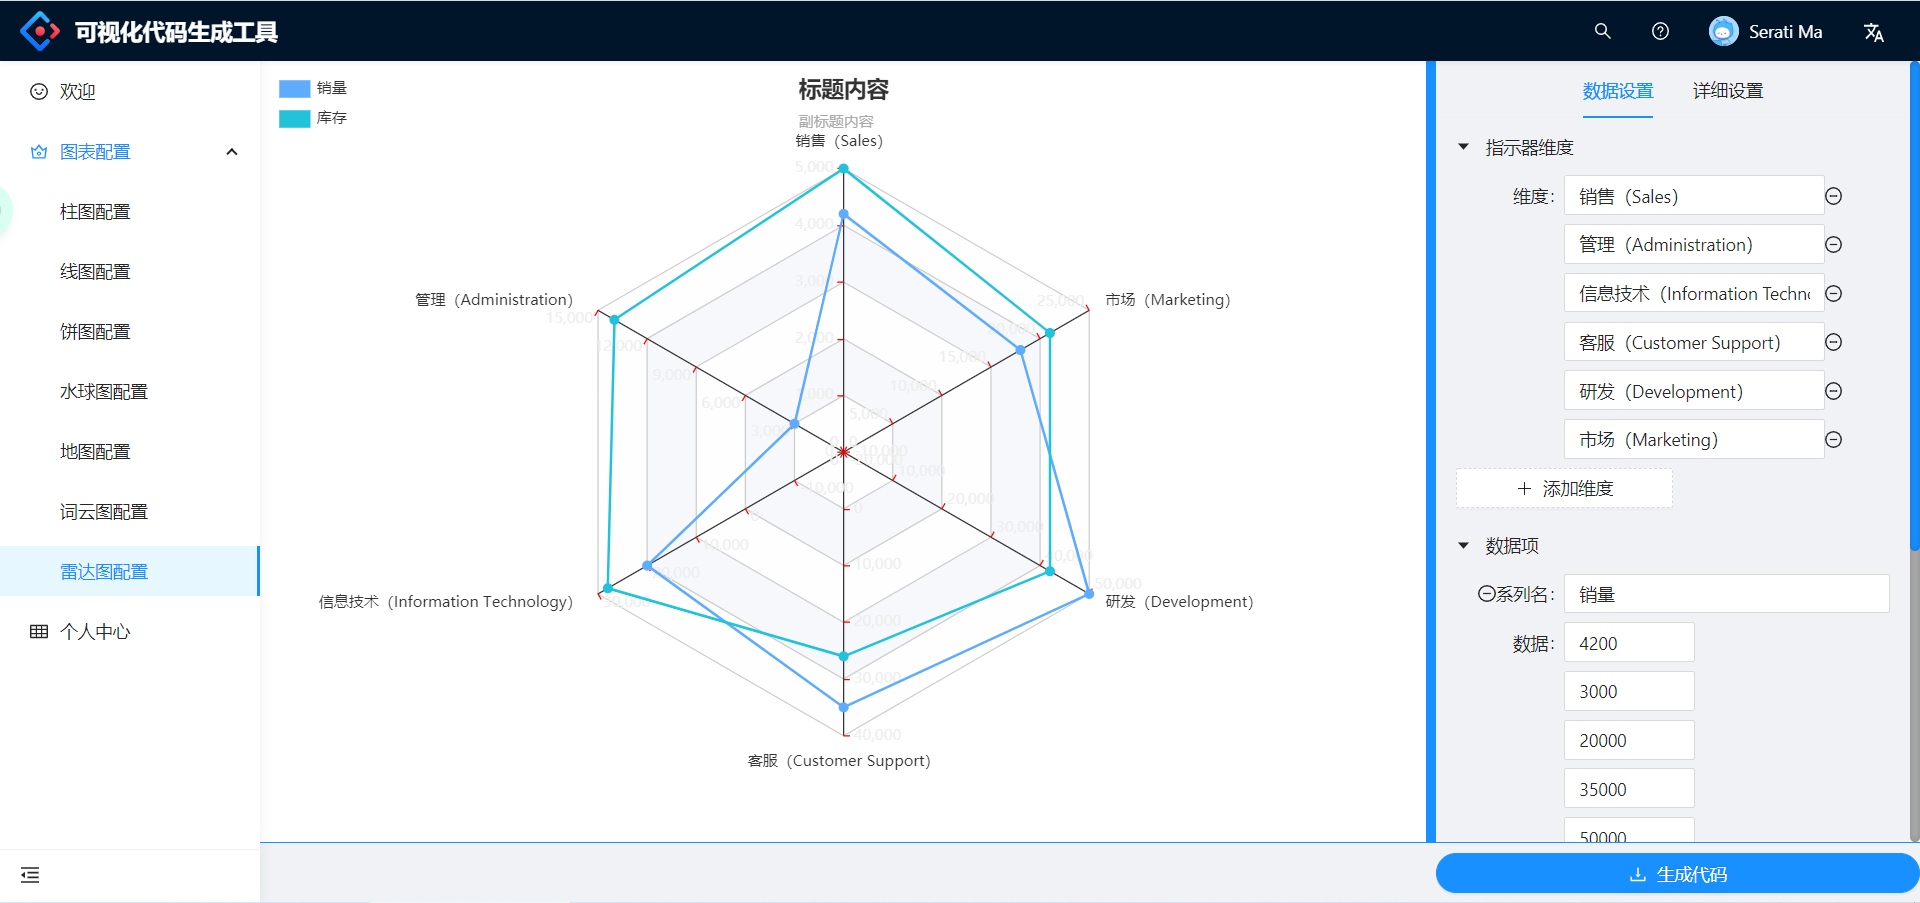 可视化代码生成工具
Serati Ma
欢迎
图表配置
柱图配置
线图配置
饼图配置
水球图配置
地图配置
词云图配置
雷达图配置
个人中心
销量
库存
标题内容
副标题内容
销售（Sales）
5,000
4,000
3,000
2,000
管理（Administration）
15,000
12,000
9,000
6,000
3,000
市场（Marketing）
25,000
20,000
15,000
10,000
5,000
信息技术（Information Technology）
10,000
0
10,000
客服（Customer Support）
0
10,000
20,000
30,000
40,000
研发（Development）
10,000
20,000
30,000
40,000
50,000
数据设置
详细设置
指示器维度
维度：
销售（Sales）
管理（Administration）
信息技术（Information Techn
客服（Customer Support）
研发（Development）
市场（Marketing）
添加维度
数据项
系列名：
销量
数据：
4200
3000
20000
35000
50000
生成代码